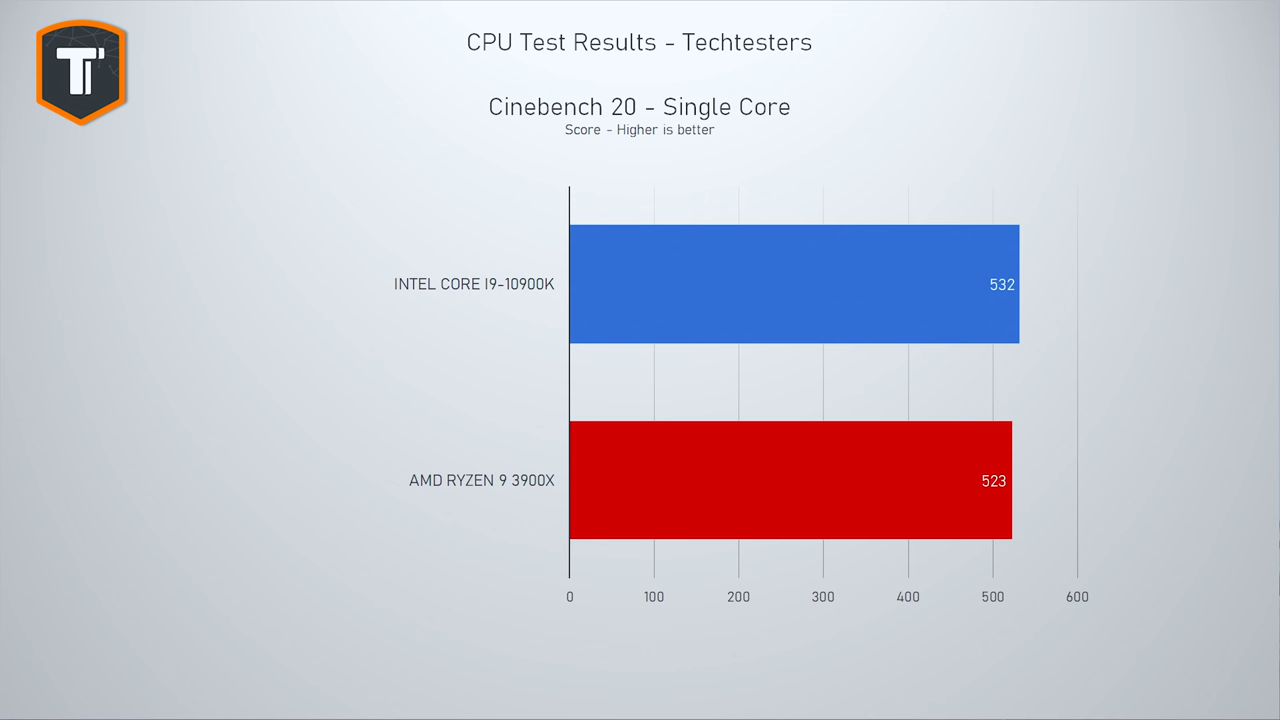 CPU Test Results - Techtesters
Cinebench 20 - Single Core
Score - Higher is better
INTEL CORE I9-10900K
532
AMD RYZEN 9 3900X
523
0 100 200 300 400 500 600